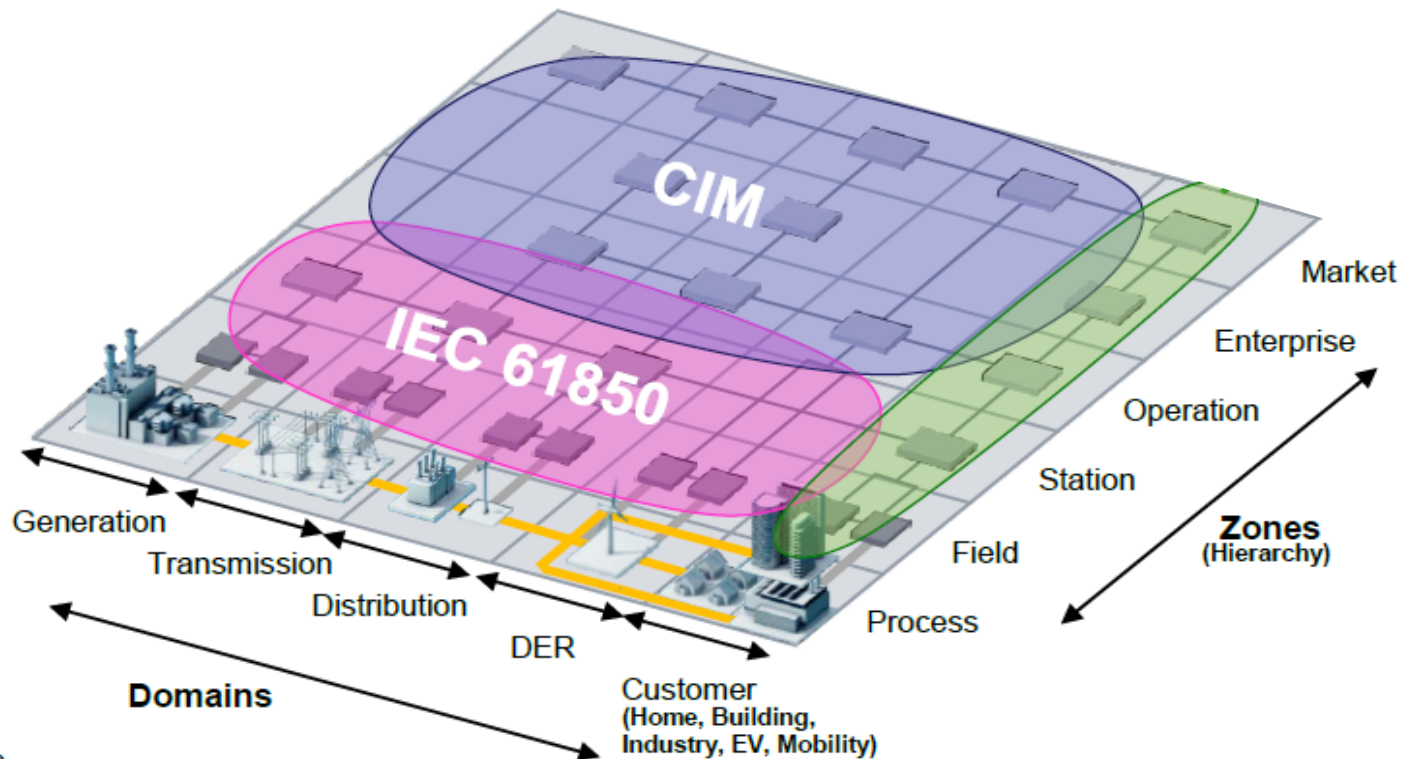 CIM
IEC 61850
Market
Enterprise
Operation
Station
Field
Process
Zones
(Hierarchy)
Generation
Transmission
Distribution
DER
Customer
(Home, Building,
Industry, EV, Mobility)
Domains